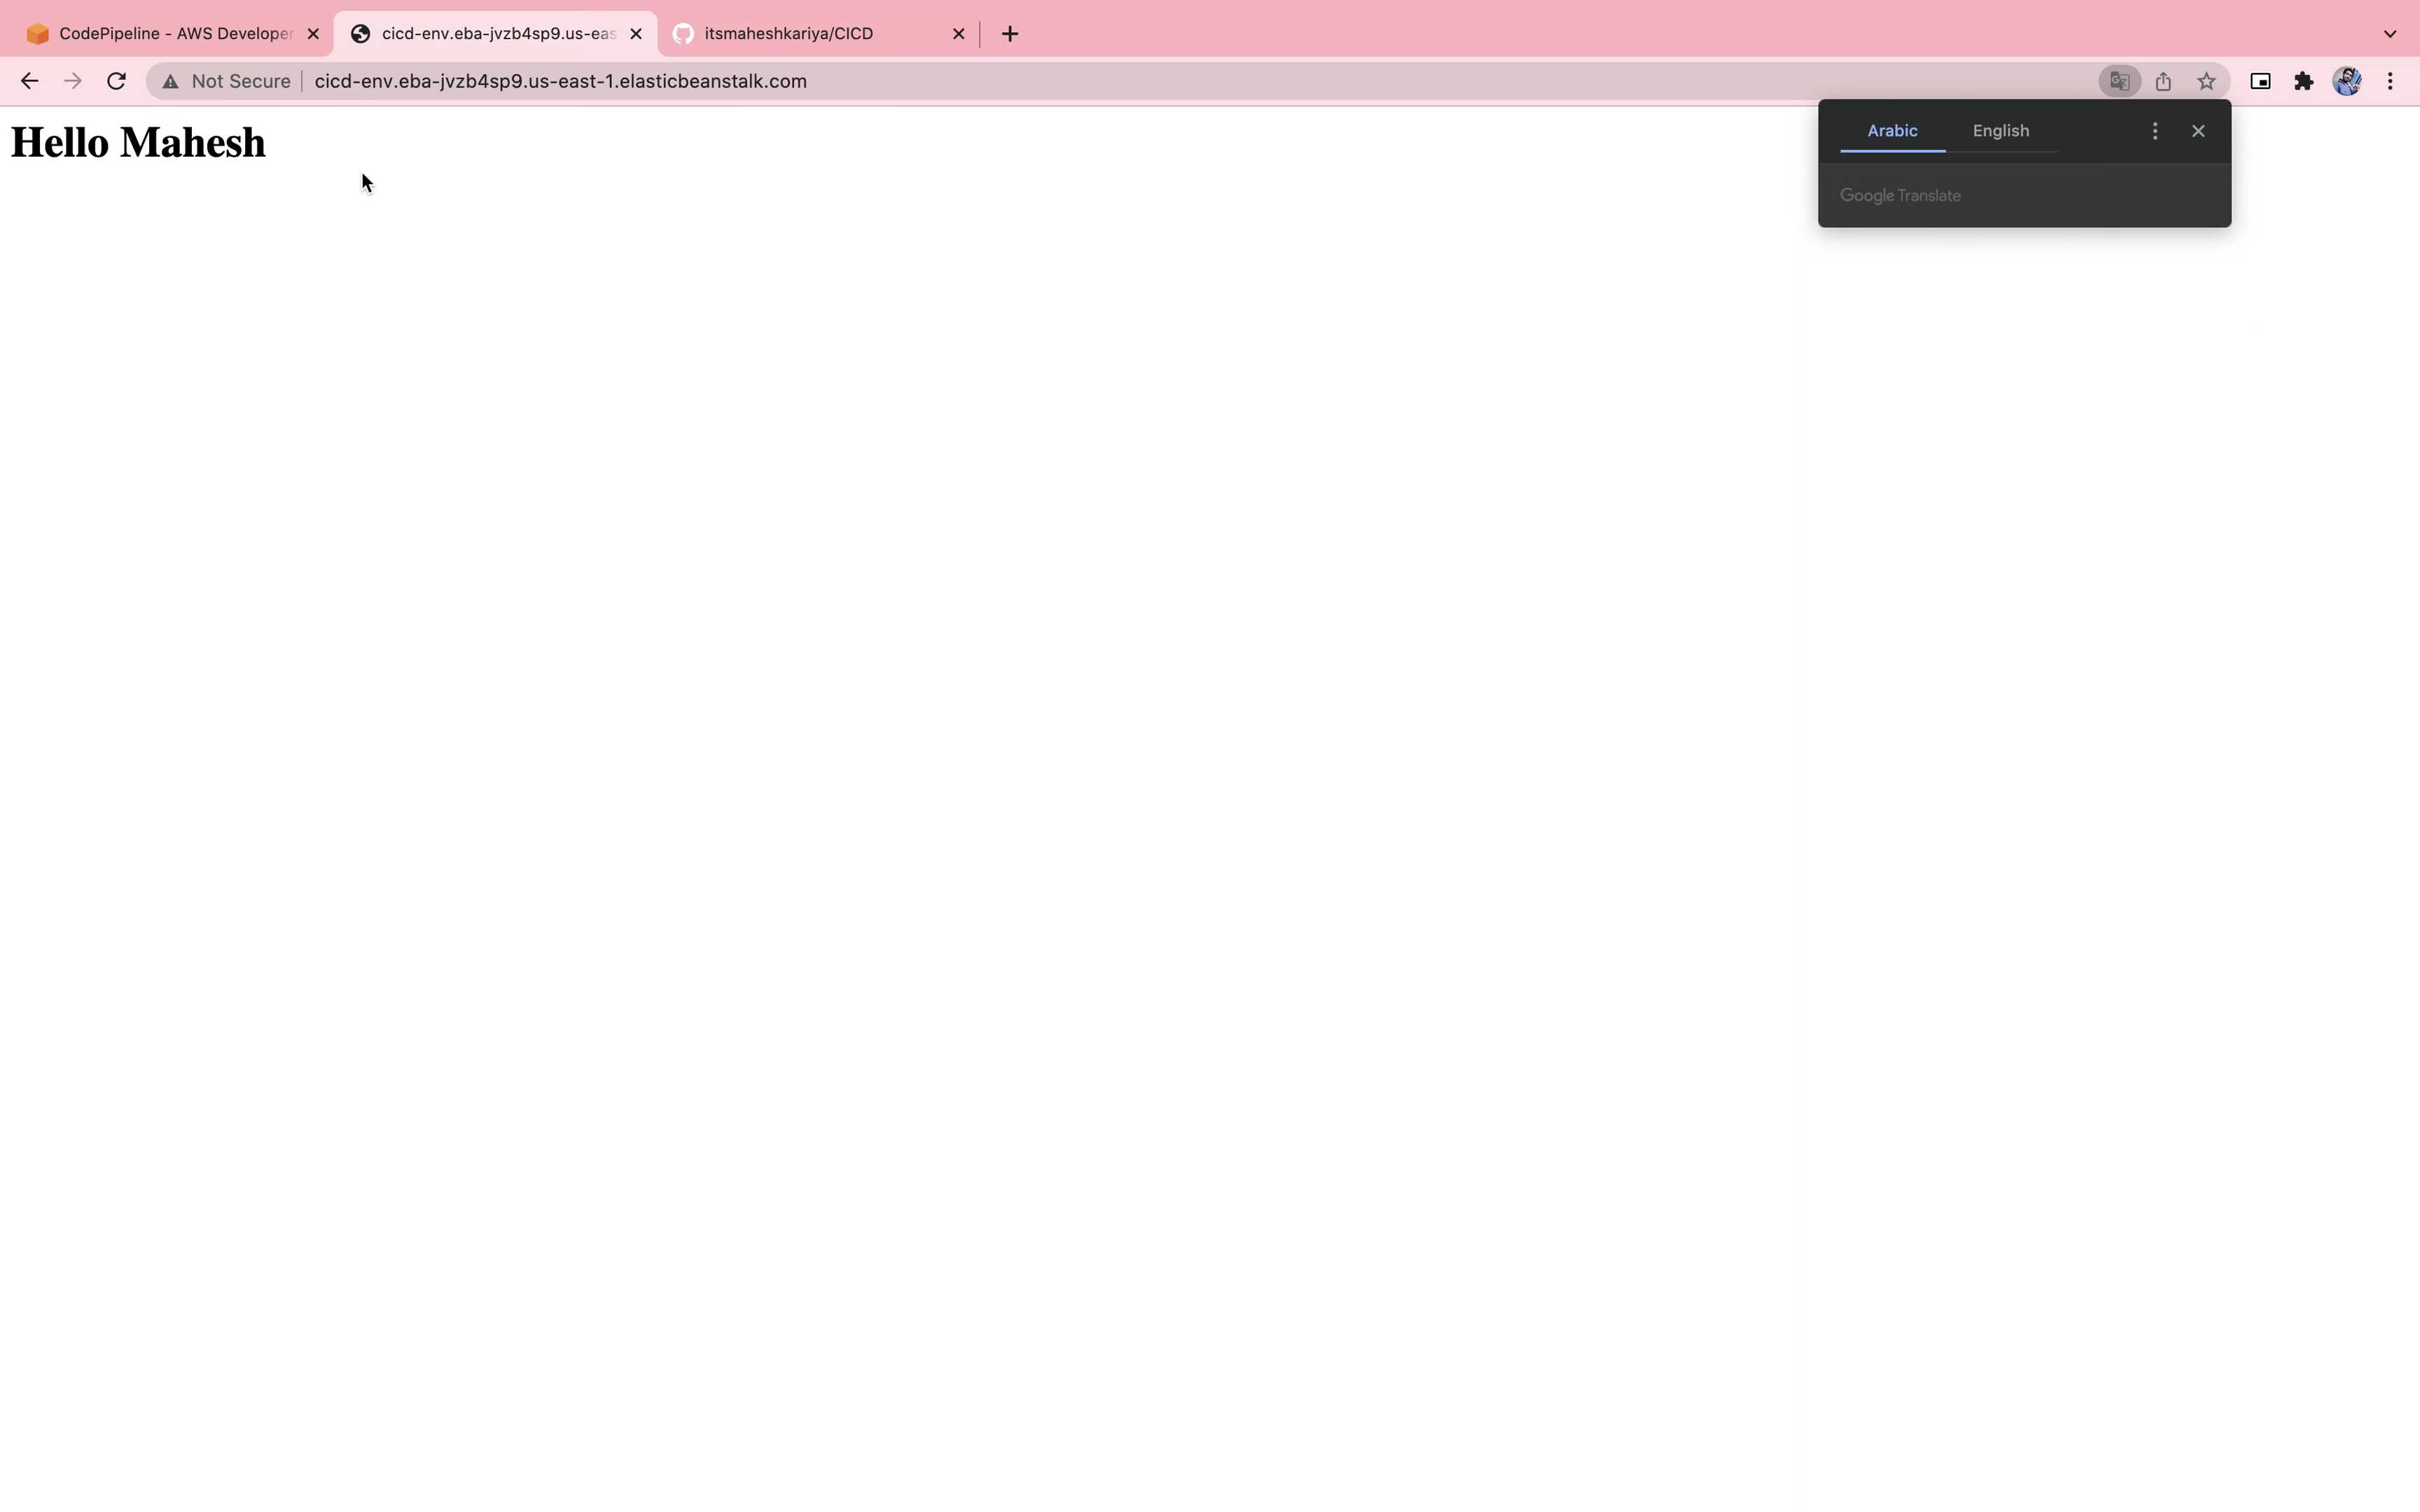 CodePipeline - AWS Developer
cicd-env.eba-jvzb4sp9.us-eas
itsmaheshkariya/CICD
Not Secure
cicd-env.eba-jvzb4sp9.us-east-1.elasticbeanstalk.com
Hello Mahesh
Arabic
English
Google Translate